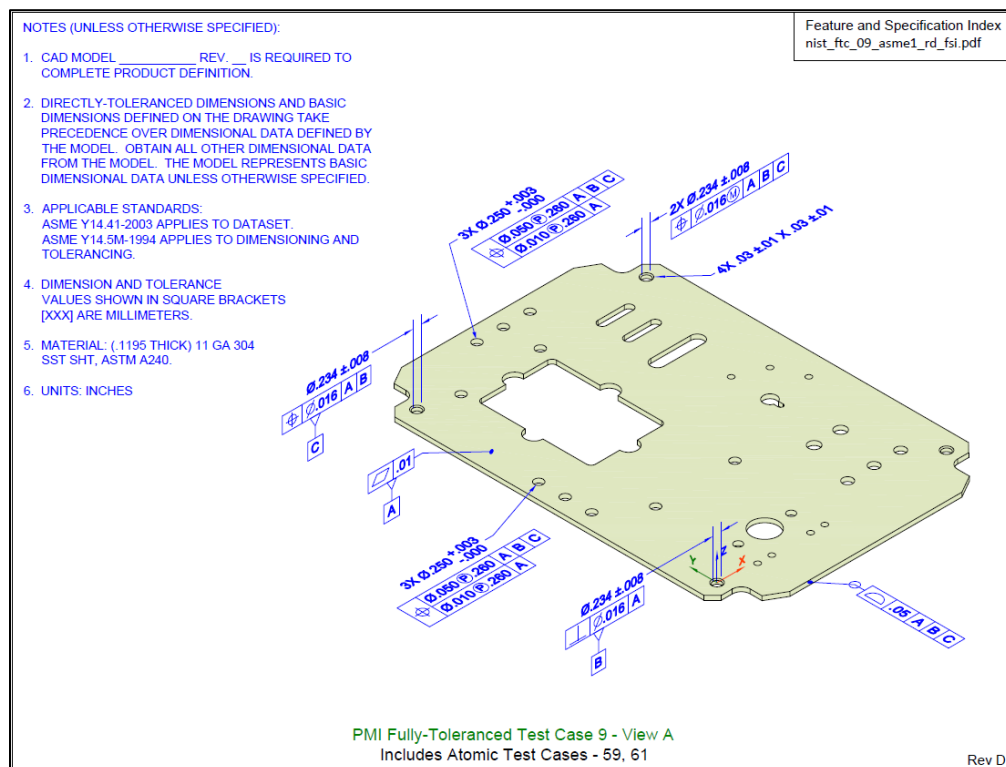 NOTES (UNLESS OTHERWISE SPECIFIED):
1. CAD MODEL __________ REV. __ IS REQUIRED TO
COMPLETE PRODUCT DEFINITION.
2. DIRECTLY-TOLERANCED DIMENSIONS AND BASIC
DIMENSIONS DEFINED ON THE DRAWING TAKE
PRECEDENCE OVER DIMENSIONAL DATA DEFINED BY
THE MODEL. OBTAIN ALL OTHER DIMENSIONAL DATA
FROM THE MODEL. THE MODEL REPRESENTS BASIC
DIMENSIONAL DATA UNLESS OTHERWISE SPECIFIED.
3. APPLICABLE STANDARDS:
ASME Y14.41-2003 APPLIES TO DATASET.
ASME Y14.5M-1994 APPLIES TO DIMENSIONING AND
TOLERANCING.
4. DIMENSION AND TOLERANCE
VALUES SHOWN IN SQUARE BRACKETS
[XXX] ARE MILLIMETERS.
5. MATERIAL: (.1195 THICK) 11 GA 304
SST SHT, ASTM A240.
6. UNITS: INCHES
Feature and Specification Index
nist_ftc_09_asme1_rd_fsi.pdf
3X Ø.250 +.003 -.000
⌖ Ø.050 Ⓟ .260 A B C
Ø.010 Ⓟ .260 A
2X Ø.234 ±.008
⌖ Ø.016 Ⓜ A B C
4X .03 ±.01 X .03 ±.01
Ø.234 ±.008
⌖ Ø.016 A B
C
⏥ .01
A
3X Ø.250 +.003 -.000
⌖ Ø.050 Ⓟ .260 A B C
Ø.010 Ⓟ .260 A
Ø.234 ±.008
⟂ Ø.016 A
B
Y Z X
⌓ .05 A B C
PMI Fully-Toleranced Test Case 9 - View A
Includes Atomic Test Cases - 59, 61
Rev D